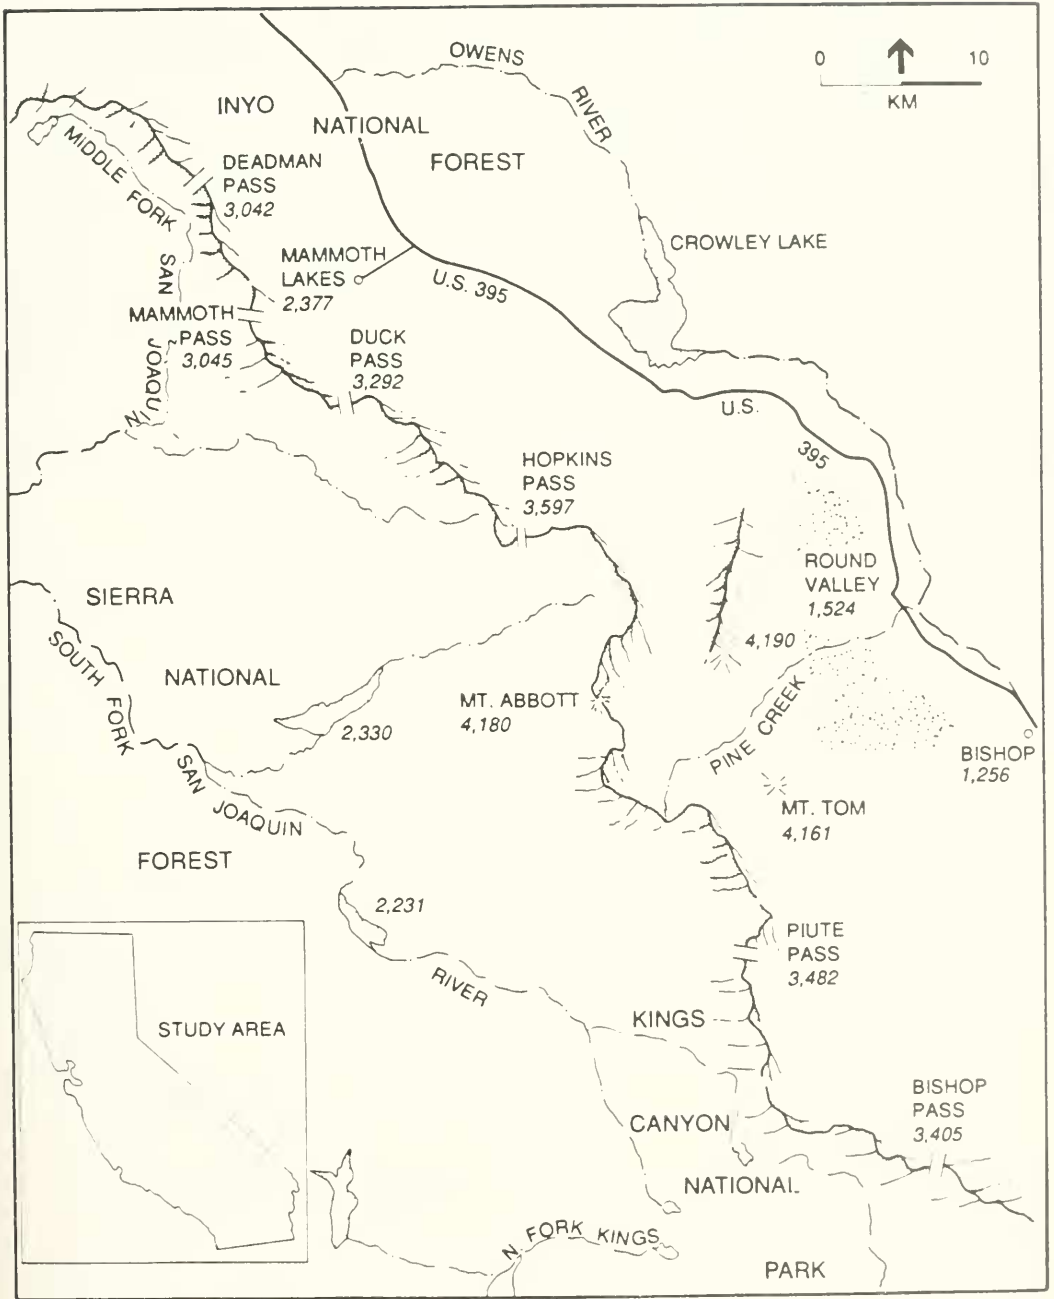 OWENS
RIVER
0 10
KM
INYO
NATIONAL
FOREST
MIDDLE FORK
DEADMAN
PASS
3,042
SAN
JOAQUIN
CROWLEY LAKE
MAMMOTH
LAKES
2,377
U.S. 395
MAMMOTH
PASS
3,045
DUCK
PASS
3,292
U.S.
395
HOPKINS
PASS
3,597
ROUND
VALLEY
1,524
SIERRA
NATIONAL
FOREST
SOUTH
FORK
SAN
JOAQUIN
RIVER
4,190
MT. ABBOTT
4,180
2,330
PINE CREEK
BISHOP
1,256
MT. TOM
4,161
2,231
PIUTE
PASS
3,482
STUDY AREA
KINGS
CANYON
NATIONAL
PARK
BISHOP
PASS
3,405
N FORK KINGS